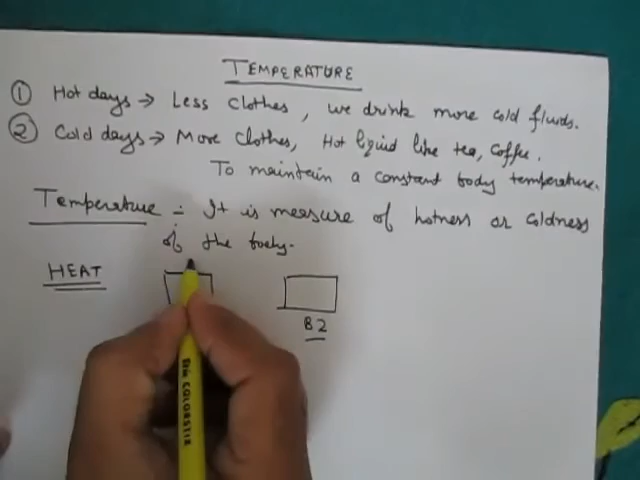 TEMPERATURE
① Hot days → Less clothes, we drink more cold fluids.
② Cold days → More clothes, Hot liquid like tea, coffee.
To maintain a constant body temperature.
Temperature :- It is measure of hotness or coldness
of the body.
HEAT
B2
COLORSTIX